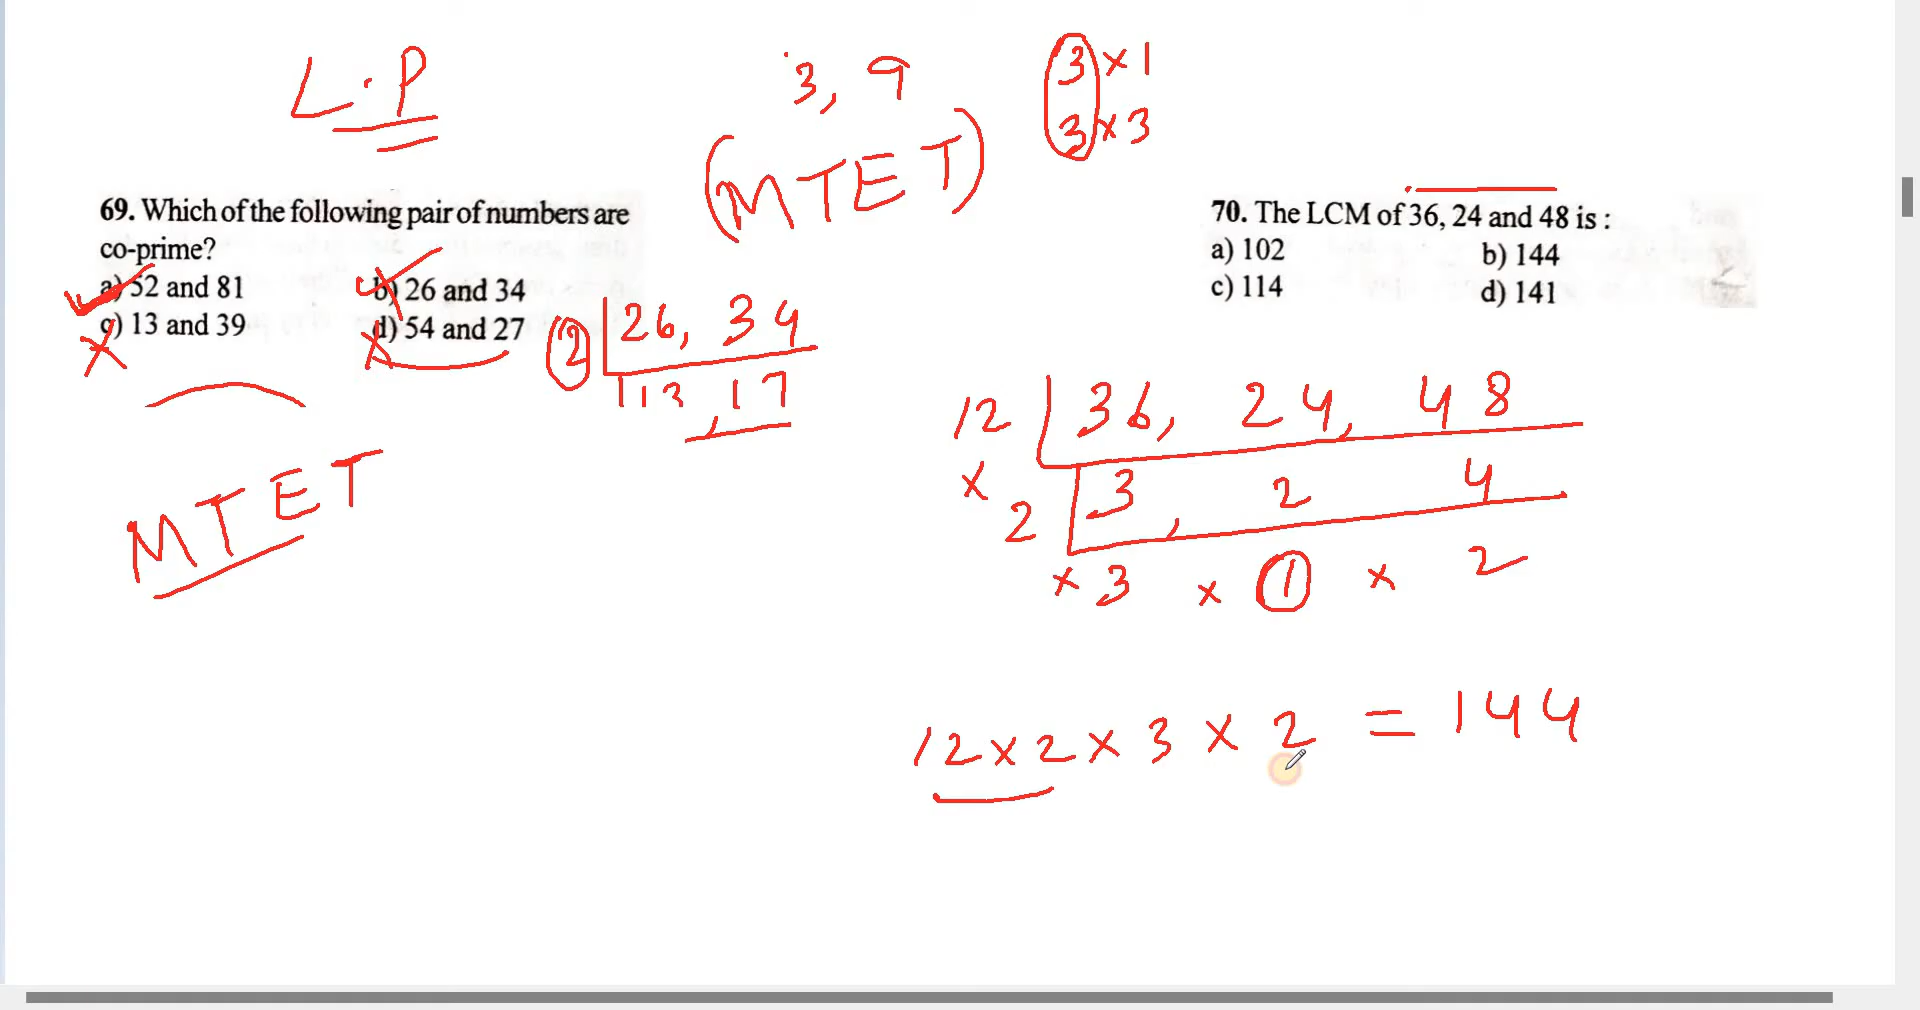 L.P
3, 9
3 × 1
3 × 3
(MTET)
69. Which of the following pair of numbers are
co-prime?
a) 52 and 81 b) 26 and 34
c) 13 and 39 d) 54 and 27
2 26, 34
13, 17
MTET
70. The LCM of 36, 24 and 48 is :
a) 102 b) 144
c) 114 d) 141
12 36, 24, 48
× 2 3, 2 4
× 3 × 1 × 2
12 × 2 × 3 × 2 = 144